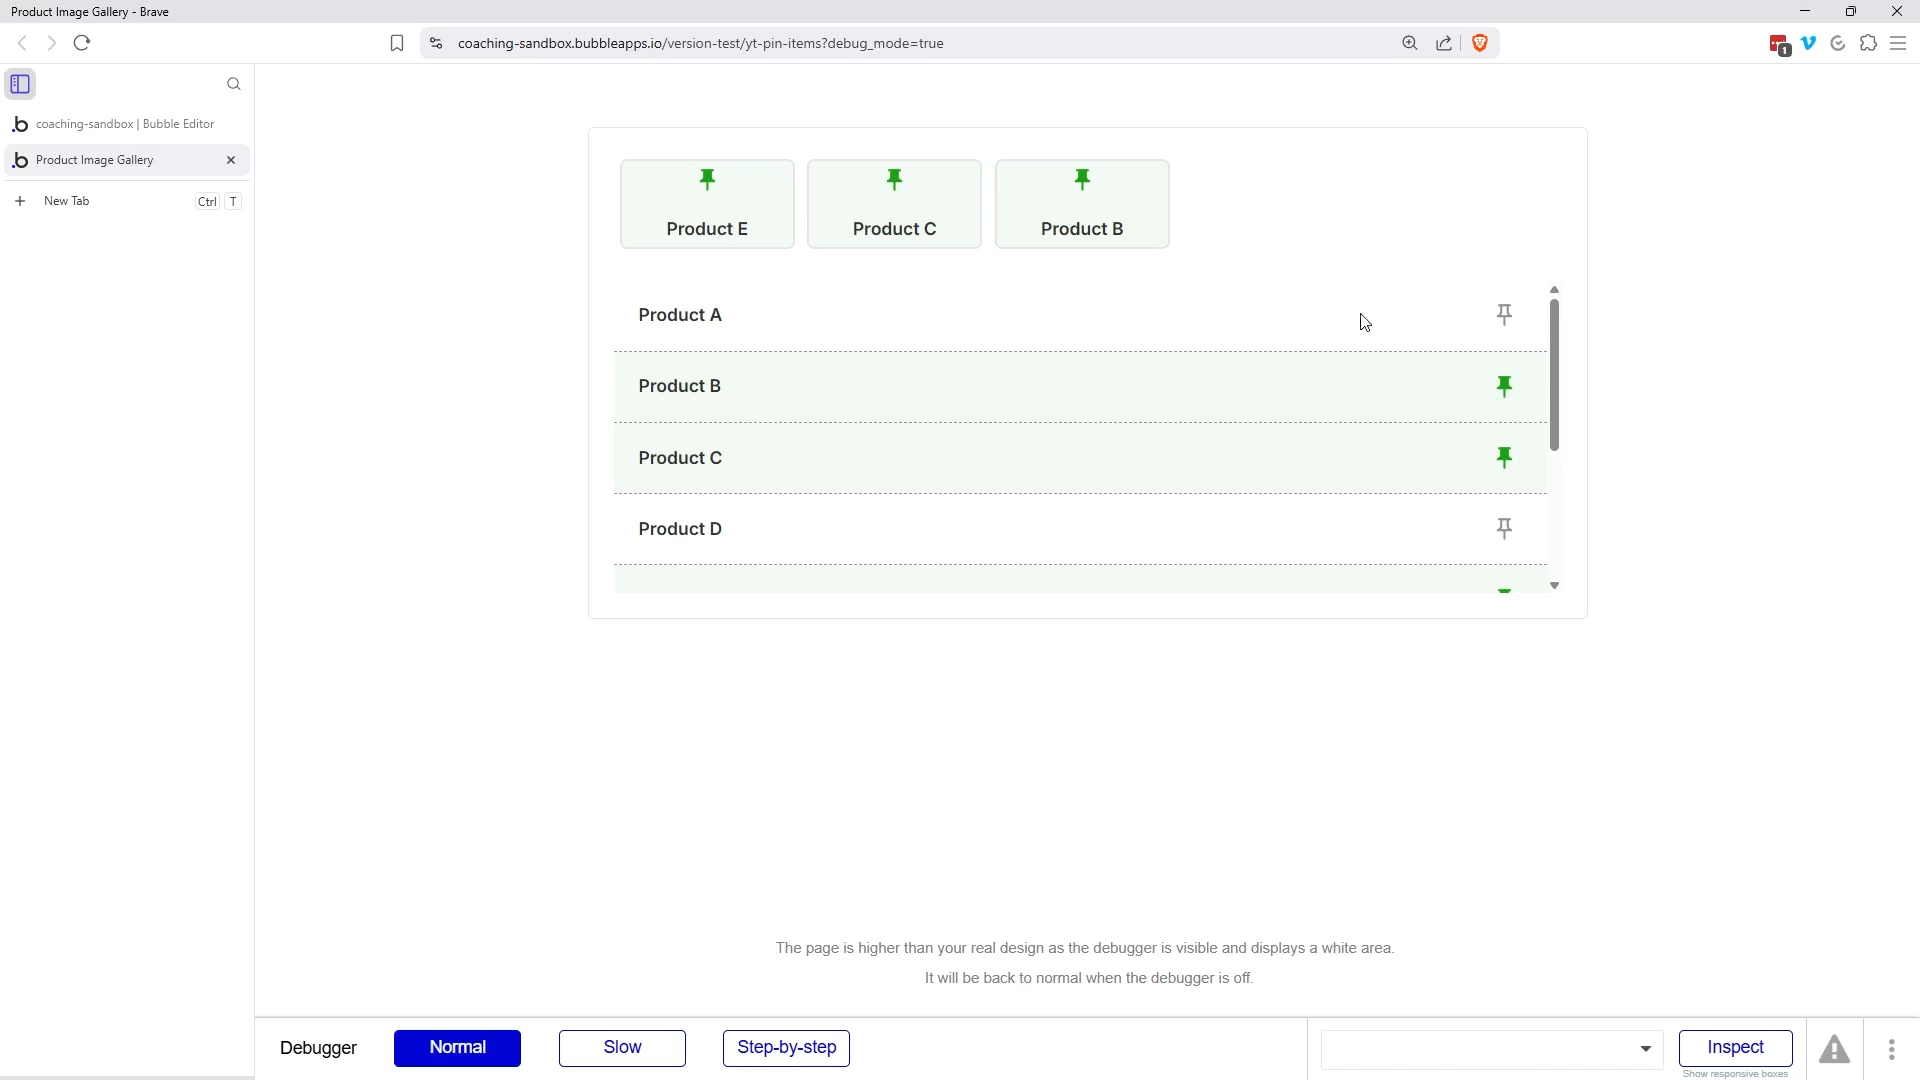 Product Image Gallery - Brave
coaching-sandbox.bubbleapps.io/version-test/yt-pin-items?debug_mode=true
1
coaching-sandbox | Bubble Editor
Product Image Gallery
New Tab
Ctrl T
Product E
Product C
Product B
Product A
Product B
Product C
Product D
The page is higher than your real design as the debugger is visible and displays a white area.
It will be back to normal when the debugger is off.
Debugger
Normal
Slow
Step-by-step
Inspect
Show responsive boxes